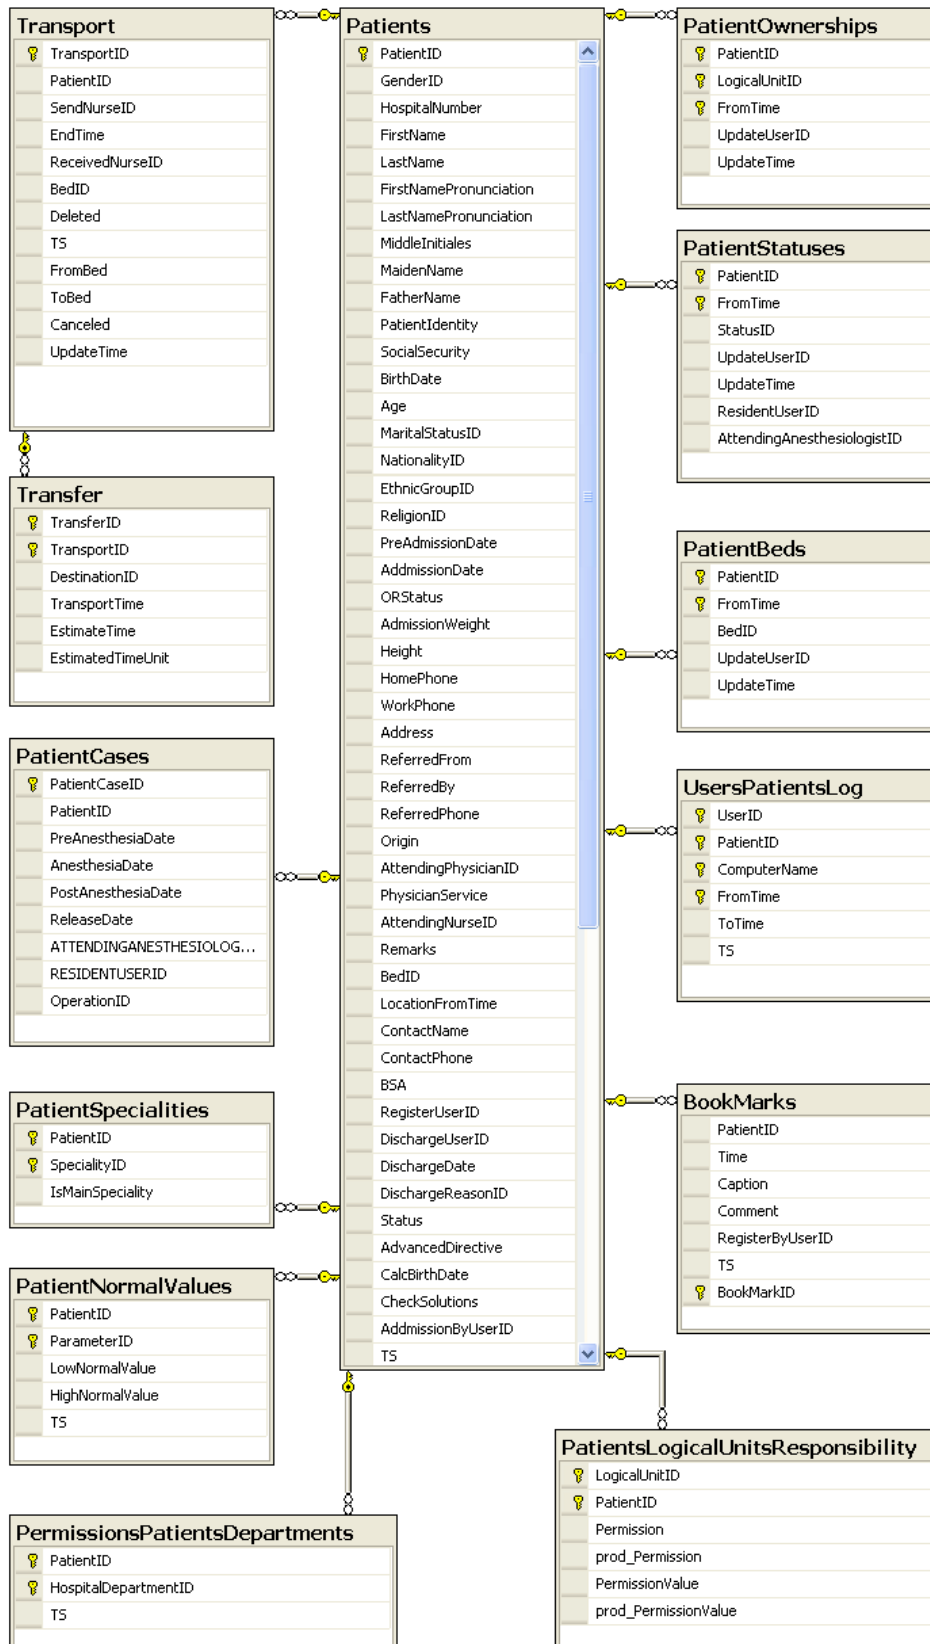 Transport
TransportID
PatientID
SendNurseID
EndTime
ReceivedNurseID
BedID
Deleted
TS
FromBed
ToBed
Canceled
UpdateTime
Transfer
TransferID
TransportID
DestinationID
TransportTime
EstimateTime
EstimatedTimeUnit
PatientCases
PatientCaseID
PatientID
PreAnesthesiaDate
AnesthesiaDate
PostAnesthesiaDate
ReleaseDate
ATTENDINGANESTHESIOLOG...
RESIDENTUSERID
OperationID
PatientSpecialities
PatientID
SpecialityID
IsMainSpeciality
PatientNormalValues
PatientID
ParameterID
LowNormalValue
HighNormalValue
TS
PermissionsPatientsDepartments
PatientID
HospitalDepartmentID
TS
Patients
PatientID
GenderID
HospitalNumber
FirstName
LastName
FirstNamePronunciation
LastNamePronunciation
MiddleInitiales
MaidenName
FatherName
PatientIdentity
SocialSecurity
BirthDate
Age
MaritalStatusID
NationalityID
EthnicGroupID
ReligionID
PreAdmissionDate
AddmissionDate
ORStatus
AdmissionWeight
Height
HomePhone
WorkPhone
Address
ReferredFrom
ReferredBy
ReferredPhone
Origin
AttendingPhysicianID
PhysicianService
AttendingNurseID
Remarks
BedID
LocationFromTime
ContactName
ContactPhone
BSA
RegisterUserID
DischargeUserID
DischargeDate
DischargeReasonID
Status
AdvancedDirective
CalcBirthDate
CheckSolutions
AddmissionByUserID
TS
PatientOwnerships
PatientID
LogicalUnitID
FromTime
UpdateUserID
UpdateTime
PatientStatuses
PatientID
FromTime
StatusID
UpdateUserID
UpdateTime
ResidentUserID
AttendingAnesthesiologistID
PatientBeds
PatientID
FromTime
BedID
UpdateUserID
UpdateTime
UsersPatientsLog
UserID
PatientID
ComputerName
FromTime
ToTime
TS
BookMarks
PatientID
Time
Caption
Comment
RegisterByUserID
TS
BookMarkID
PatientsLogicalUnitsResponsibility
LogicalUnitID
PatientID
Permission
prod_Permission
PermissionValue
prod_PermissionValue